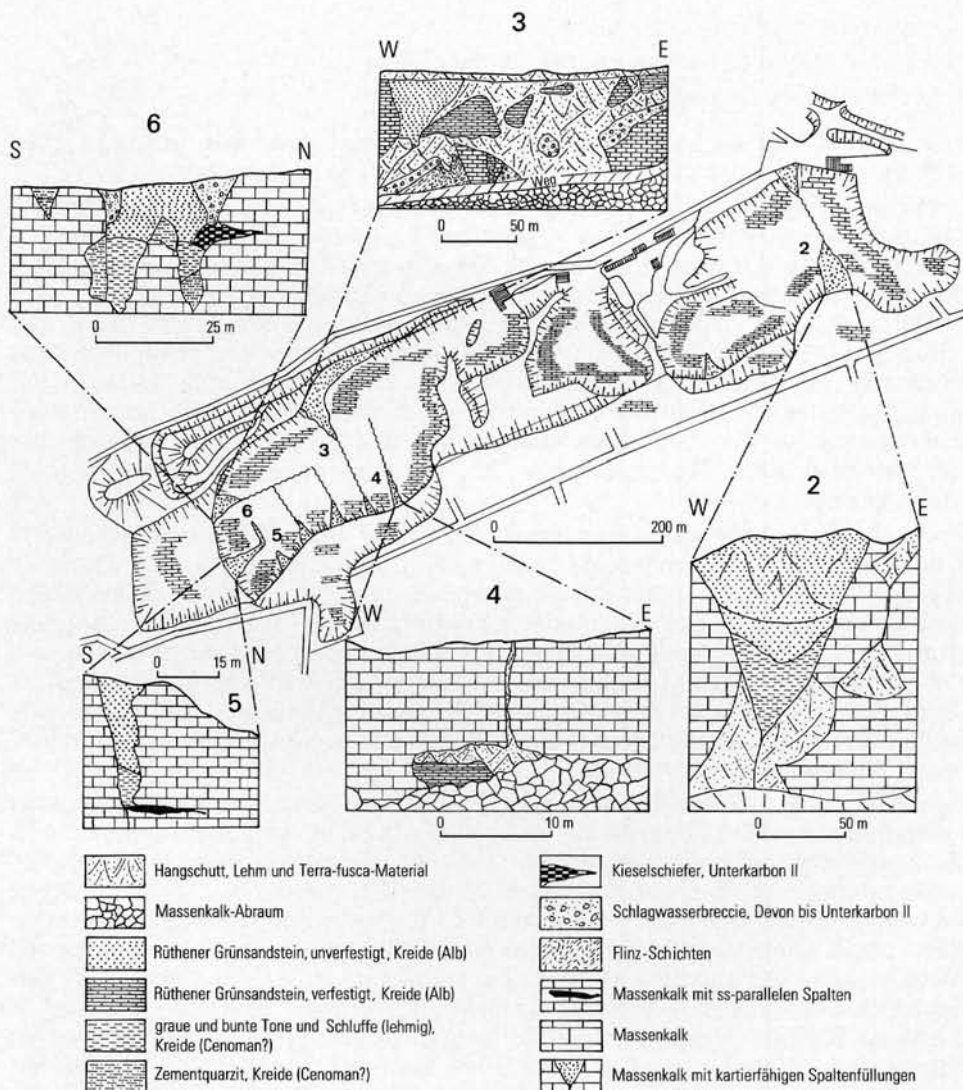 3
W E
Weg
0 50 m
6
S N
0 25 m
2
3
4
6
5
0 200 m
2
W E
0 50 m
4
W E
0 10 m
S N
0 15 m
5
Hangschutt, Lehm und Terra-fusca-Material
Massenkalk-Abraum
Rüthener Grünsandstein, unverfestigt, Kreide (Alb)
Rüthener Grünsandstein, verfestigt, Kreide (Alb)
graue und bunte Tone und Schluffe (lehmig),
Kreide (Cenoman?)
Zementquarzit, Kreide (Cenoman?)
Kieselschiefer, Unterkarbon II
Schlagwasserbreccie, Devon bis Unterkarbon II
Flinz-Schichten
Massenkalk mit ss-parallelen Spalten
Massenkalk
Massenkalk mit kartierfähigen Spaltenfüllungen